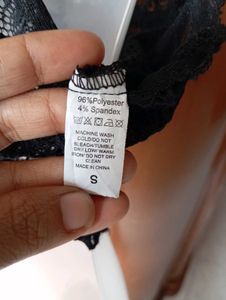 96%Polyester
4% Spandex
MACHINE WASH
COLD/DO NOT
BLEACH/TUMBLE
DRY LOW/ WARM
IRON/DO NOT DRY
CLEAN
MADE IN CHINA
S